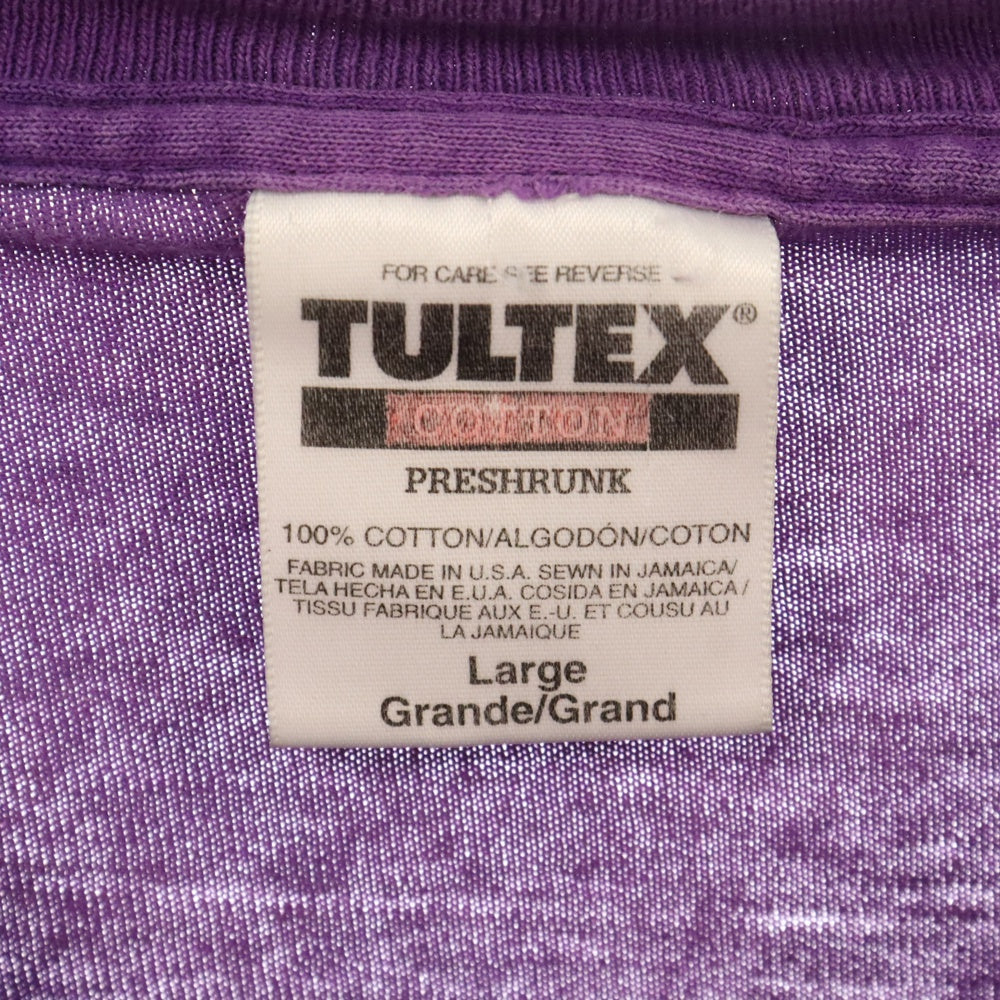 FOR CARE SEE REVERSE
TULTEX®
COTTON
PRESHRUNK
100% COTTON/ALGODÓN/COTON
FABRIC MADE IN U.S.A. SEWN IN JAMAICA/
TELA HECHA EN E.U.A. COSIDA EN JAMAICA /
TISSU FABRIQUE AUX E.-U. ET COUSU AU
LA JAMAIQUE
Large
Grande/Grand